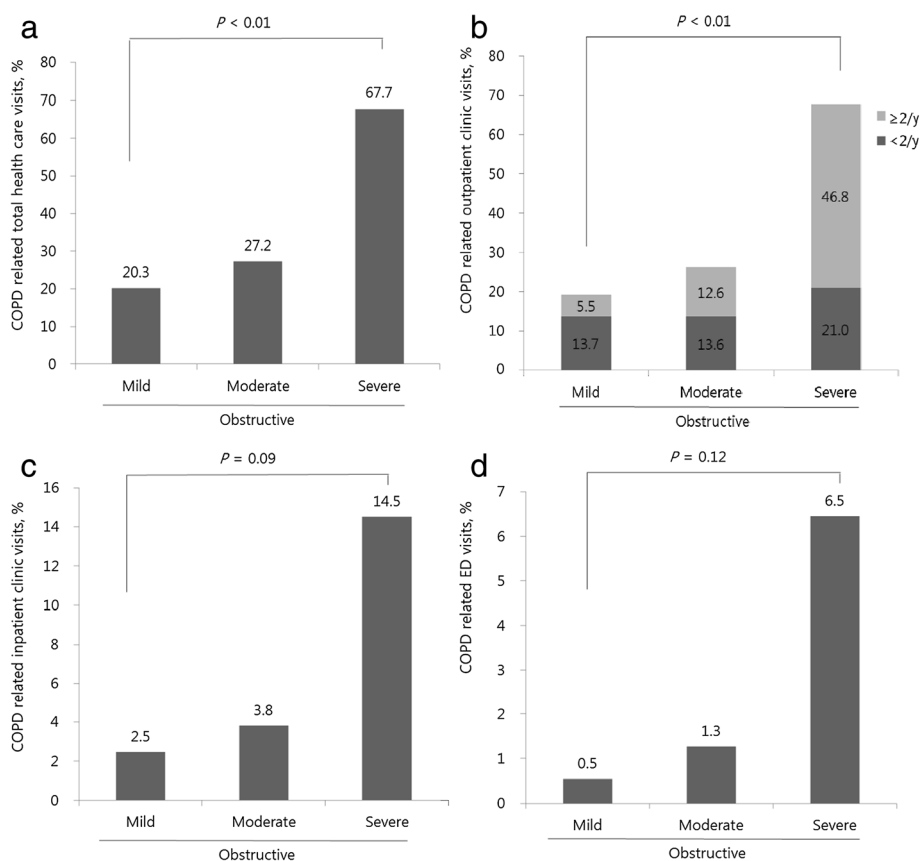 a
P < 0.01
COPD related total health care visits, %
80
70
60
50
40
30
20
10
0
20.3
27.2
67.7
Mild Moderate Severe
Obstructive
b
P < 0.01
COPD related outpatient clinic visits, %
80
70
60
50
40
30
20
10
0
≥2/y
<2/y
5.5
13.7
12.6
13.6
46.8
21.0
Mild Moderate Severe
Obstructive
c
P = 0.09
COPD related inpatient clinic visits, %
16
14
12
10
8
6
4
2
0
2.5
3.8
14.5
Mild Moderate Severe
Obstructive
d
P = 0.12
COPD related ED visits, %
7
6
5
4
3
2
1
0
0.5
1.3
6.5
Mild Moderate Severe
Obstructive